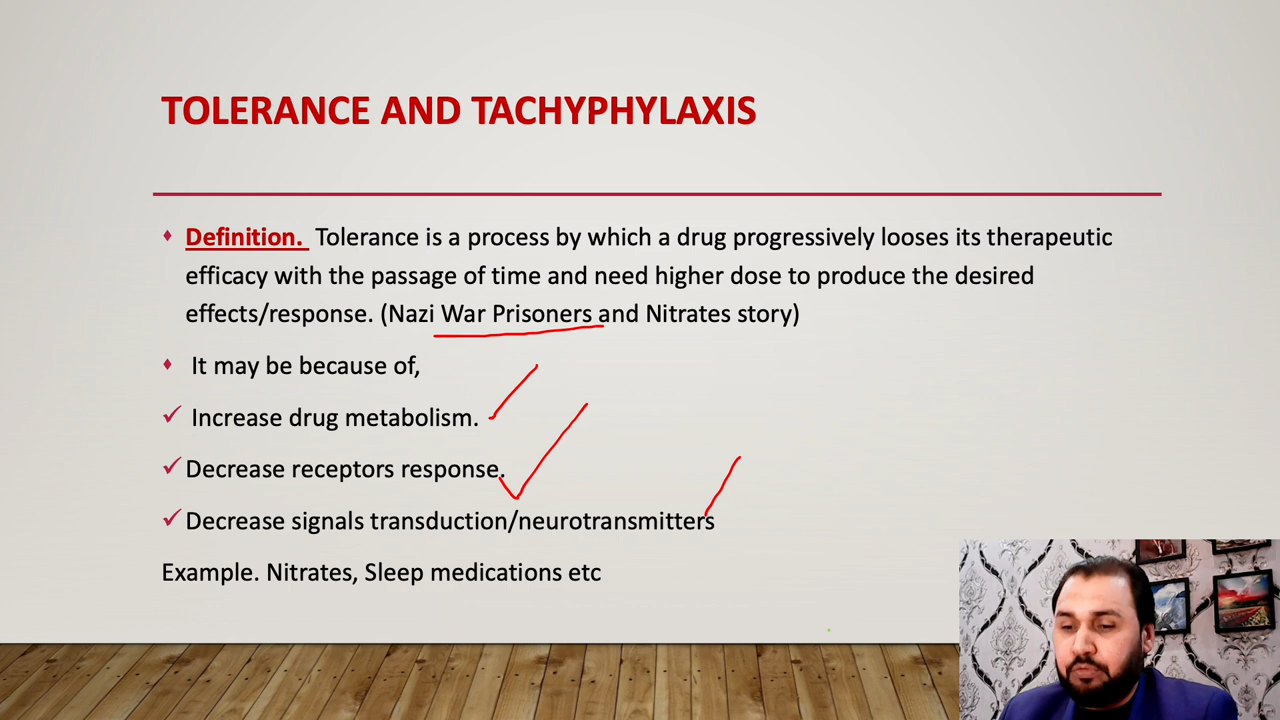 TOLERANCE AND TACHYPHYLAXIS
Definition. Tolerance is a process by which a drug progressively looses its therapeutic
efficacy with the passage of time and need higher dose to produce the desired
effects/response. (Nazi War Prisoners and Nitrates story)
It may be because of,
Increase drug metabolism.
Decrease receptors response.
Decrease signals transduction/neurotransmitters
Example. Nitrates, Sleep medications etc